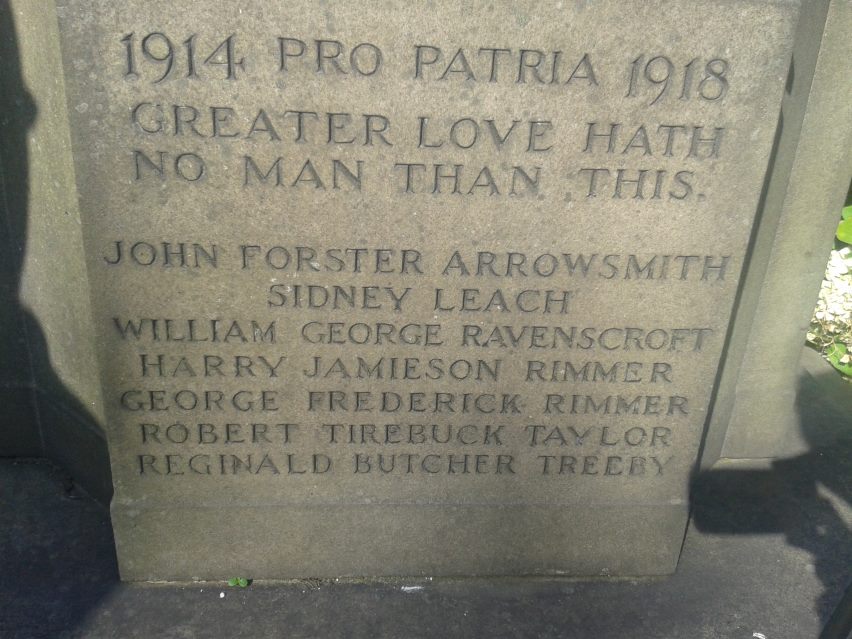 1914 PRO PATRIA 1918
GREATER LOVE HATH
NO MAN THAN THIS.
JOHN FORSTER ARROWSMITH
SIDNEY LEACH
WILLIAM GEORGE RAVENSCROFT
HARRY JAMIESON RIMMER
GEORGE FREDERICK RIMMER
ROBERT TIREBUCK TAYLOR
REGINALD BUTCHER TREEBY